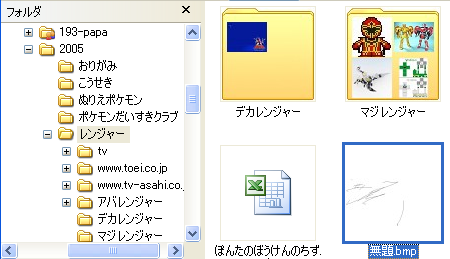 フォルダ
193-papa
2005
おりがみ
こうせき
ぬりえポケモン
ポケモンだいすきクラブ
レンジャー
tv
www.toei.co.jp
www.tv-asahi.co.
アバレンジャー
デカレンジャー
マジレンジャー
デカレンジャー
マジレンジャー
ほんたのぼうけんのちず.
無題.bmp